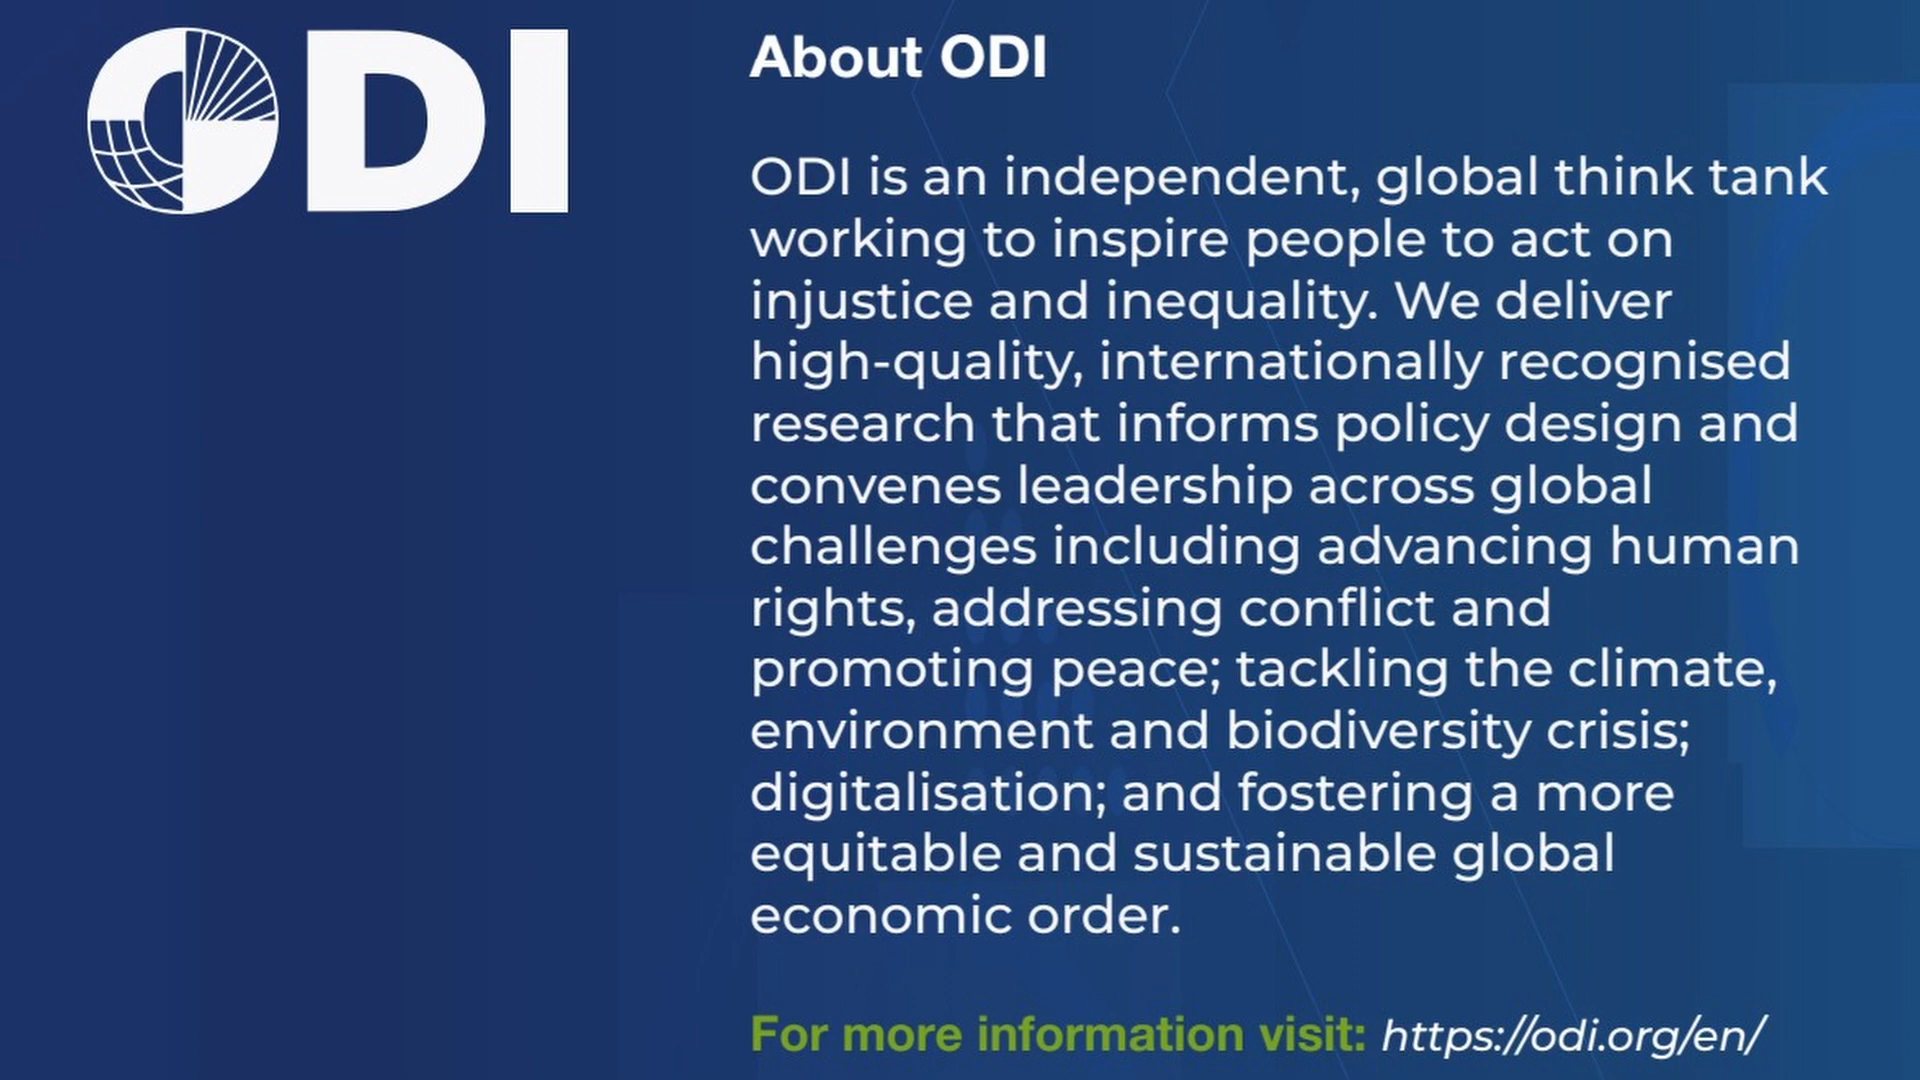 ODI
About ODI
ODI is an independent, global think tank
working to inspire people to act on
injustice and inequality. We deliver
high-quality, internationally recognised
research that informs policy design and
convenes leadership across global
challenges including advancing human
rights, addressing conflict and
promoting peace; tackling the climate,
environment and biodiversity crisis;
digitalisation; and fostering a more
equitable and sustainable global
economic order.
For more information visit: https://odi.org/en/